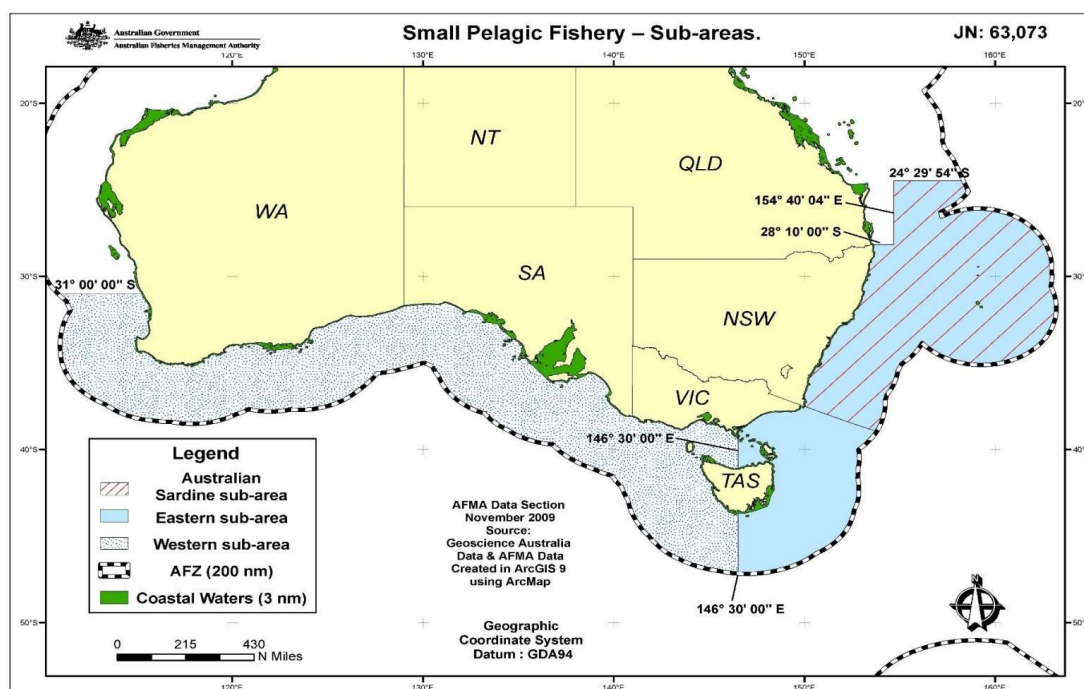 Australian Government
Australian Fisheries Management Authority
Small Pelagic Fishery – Sub-areas.
JN: 63,073
120°E
130°E
140°E
150°E
160°E
20°S
20°S
NT
QLD
WA
24° 29' 54" S
154° 40' 04" E
28° 10' 00" S
SA
31° 00' 00" S
30°S
30°S
NSW
VIC
146° 30' 00" E
40°S
40°S
TAS
Legend
Australian
Sardine sub-area
Eastern sub-area
Western sub-area
AFZ (200 nm)
Coastal Waters (3 nm)
AFMA Data Section
November 2009
Source:
Geoscience Australia
Data & AFMA Data
Created in ArcGIS 9
using ArcMap
146° 30' 00" E
50°S
50°S
0 215 430
N Miles
Geographic
Coordinate System
Datum : GDA94
120°E
130°E
140°E
150°E
160°E